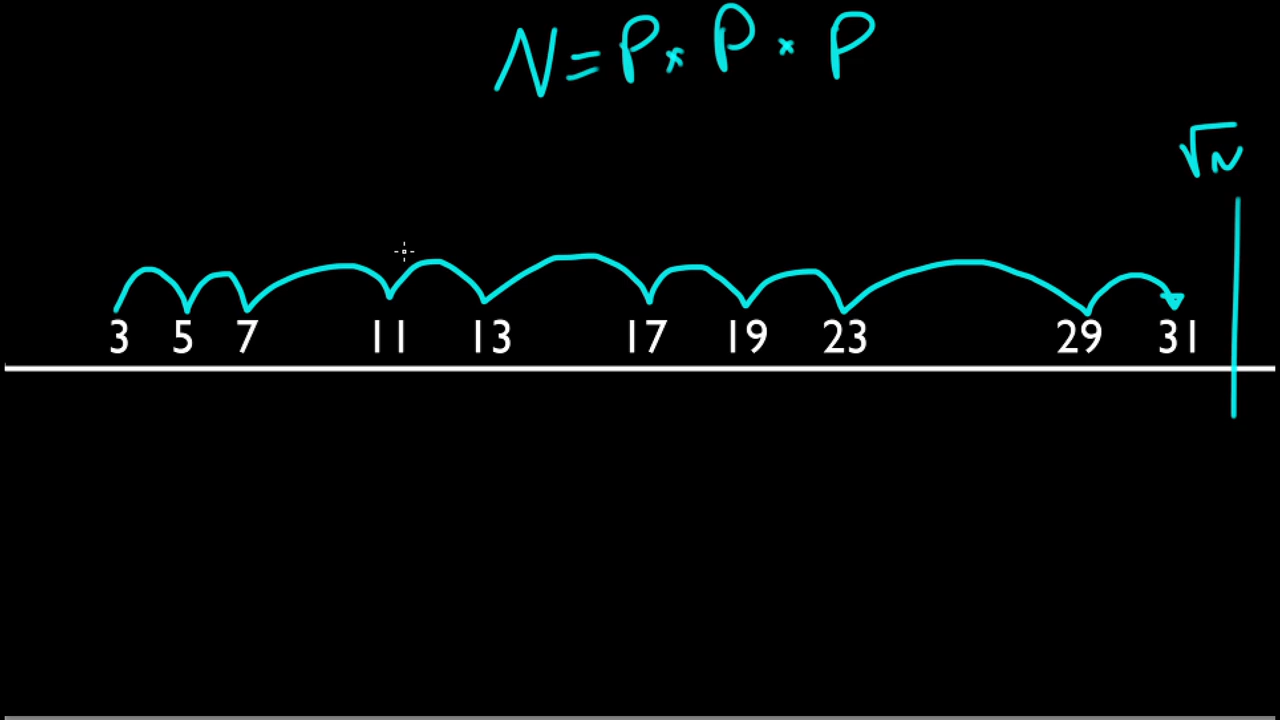 N = P × P × P
√N
3 5 7 11 13 17 19 23 29 31